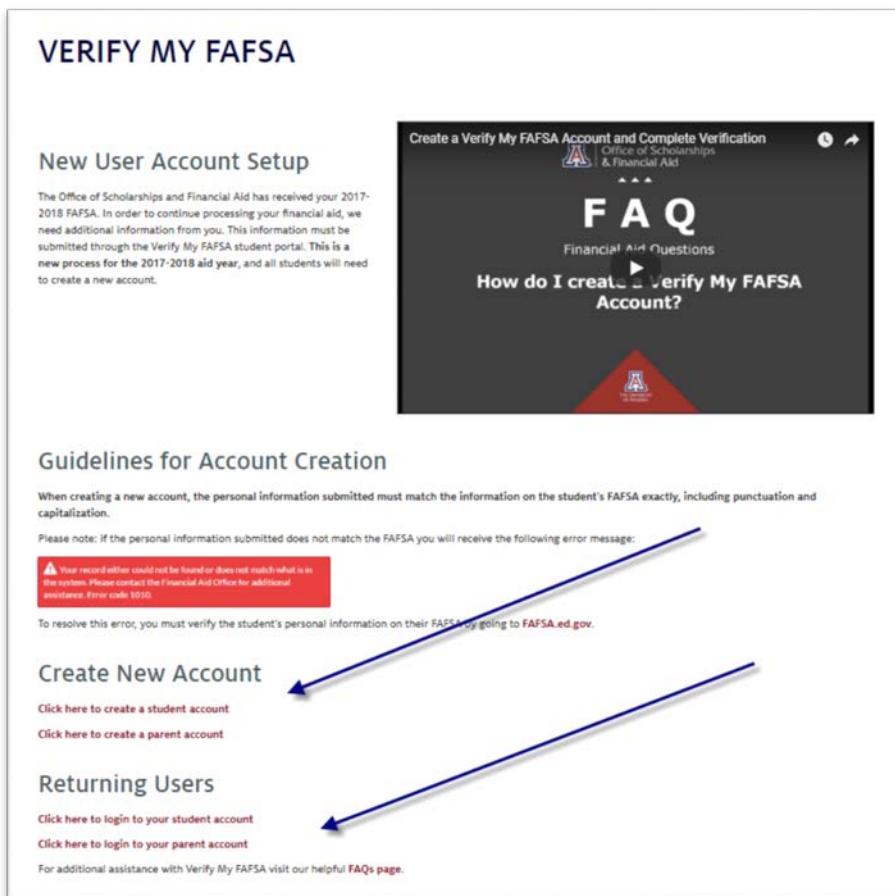 VERIFY MY FAFSA
New User Account Setup
The Office of Scholarships and Financial Aid has received your 2017-
2018 FAFSA. In order to continue processing your financial aid, we
need additional information from you. This information must be
submitted through the Verify My FAFSA student portal. This is a
new process for the 2017-2018 aid year, and all students will need
to create a new account.
Create a Verify My FAFSA Account and Complete Verification
Office of Scholarships
& Financial Aid
FAQ
Financial Aid Questions
How do I create a Verify My FAFSA
Account?
Guidelines for Account Creation
When creating a new account, the personal information submitted must match the information on the student's FAFSA exactly, including punctuation and
capitalization.
Please note: if the personal information submitted does not match the FAFSA you will receive the following error message:
Your record either could not be found or does not match what is in
the system. Please contact the Financial Aid Office for additional
assistance. Error code 1010.
To resolve this error, you must verify the student's personal information on their FAFSA by going to FAFSA.ed.gov.
Create New Account
Click here to create a student account
Click here to create a parent account
Returning Users
Click here to login to your student account
Click here to login to your parent account
For additional assistance with Verify My FAFSA visit our helpful FAQs page.